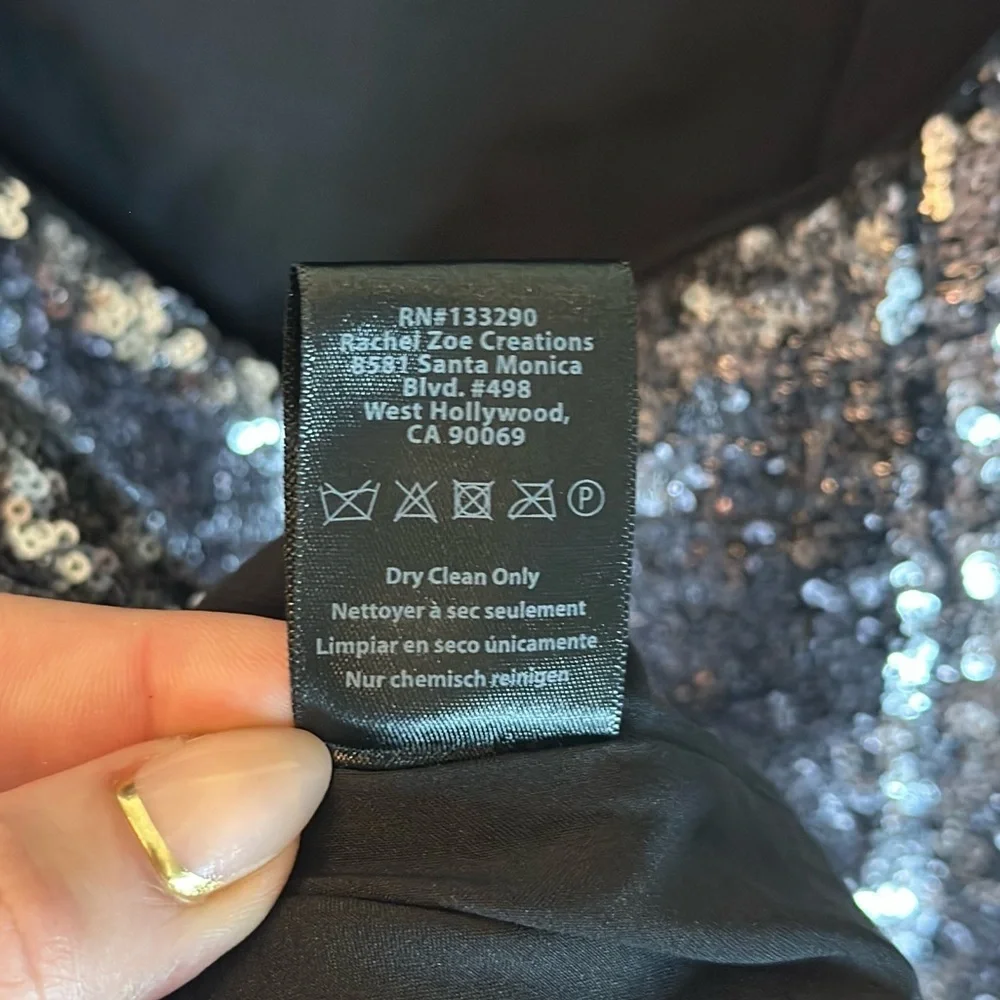 RN#133290
Rachel Zoe Creations
8581 Santa Monica
Blvd. #498
West Hollywood,
CA 90069
P
Dry Clean Only
Nettoyer à sec seulement
Limpiar en seco únicamente
Nur chemisch reinigen